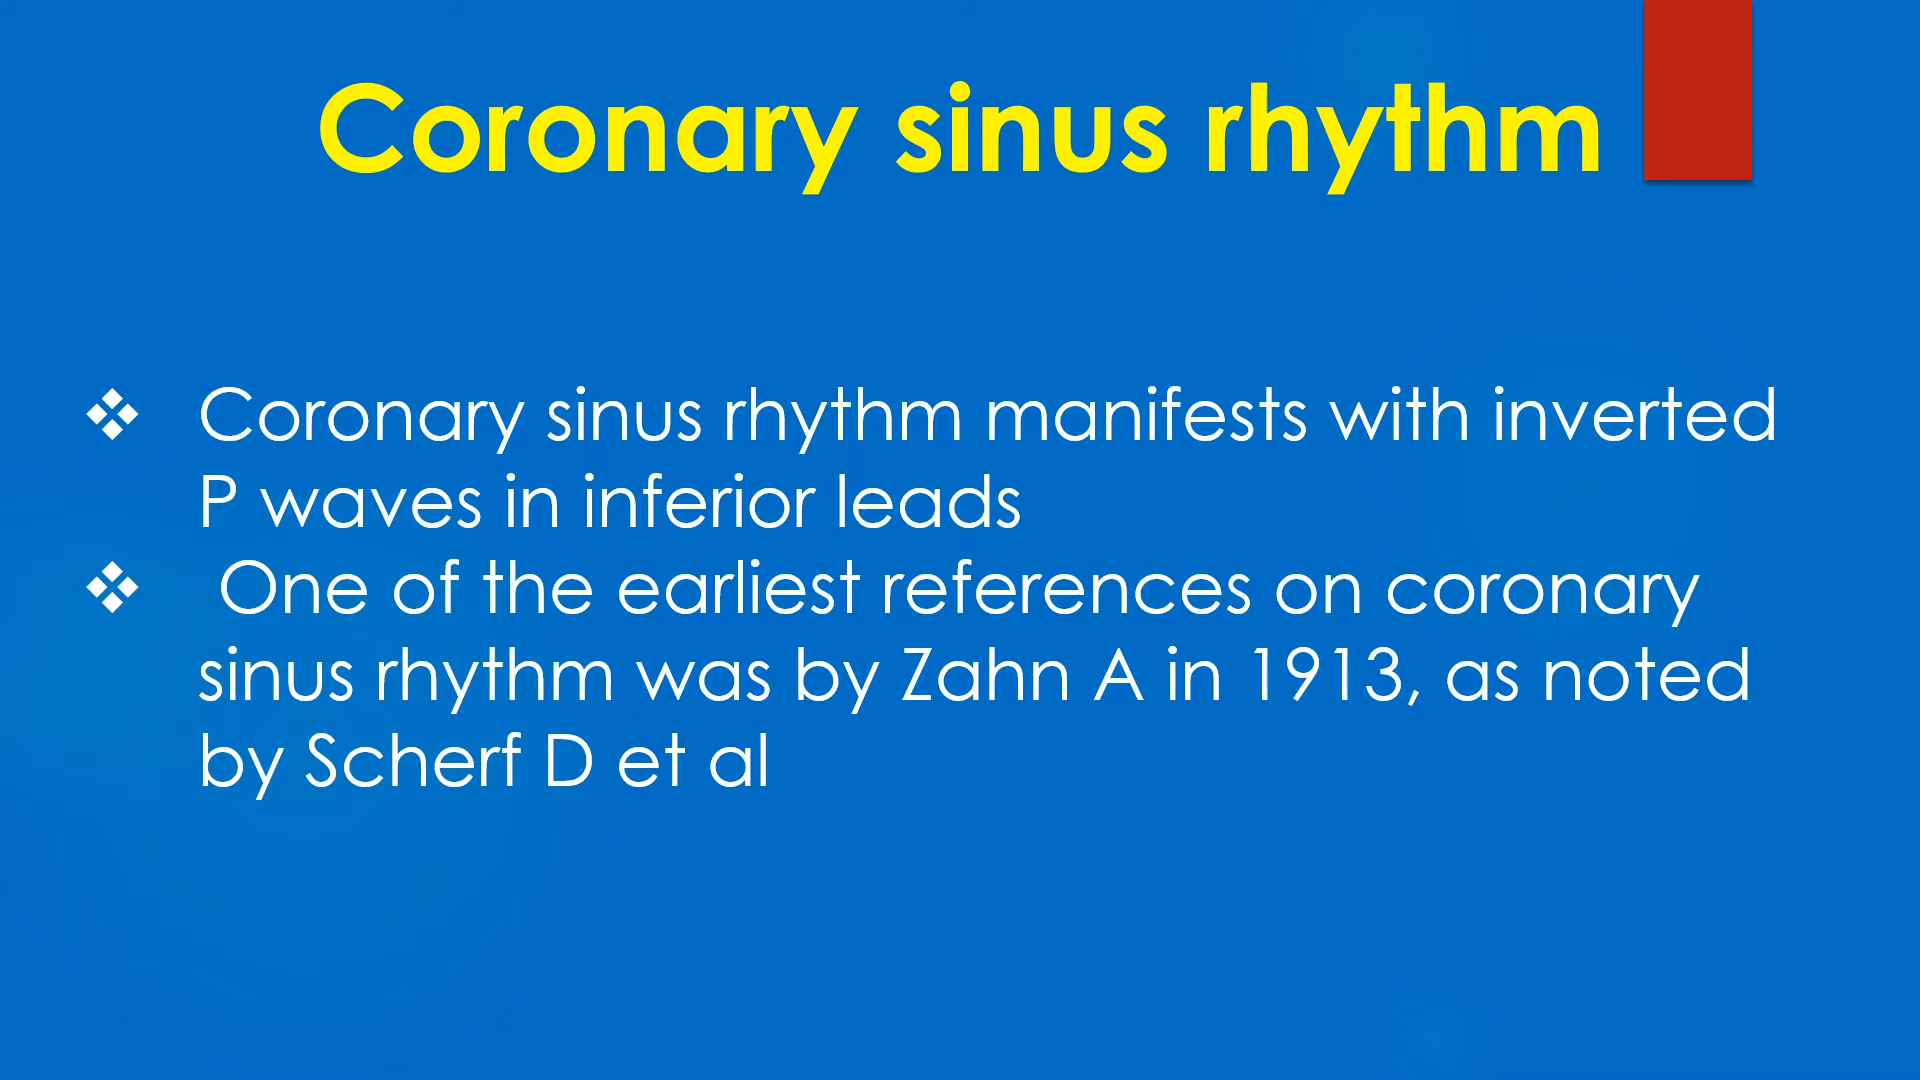 Coronary sinus rhythm
❖ Coronary sinus rhythm manifests with inverted
P waves in inferior leads
❖ One of the earliest references on coronary
sinus rhythm was by Zahn A in 1913, as noted
by Scherf D et al